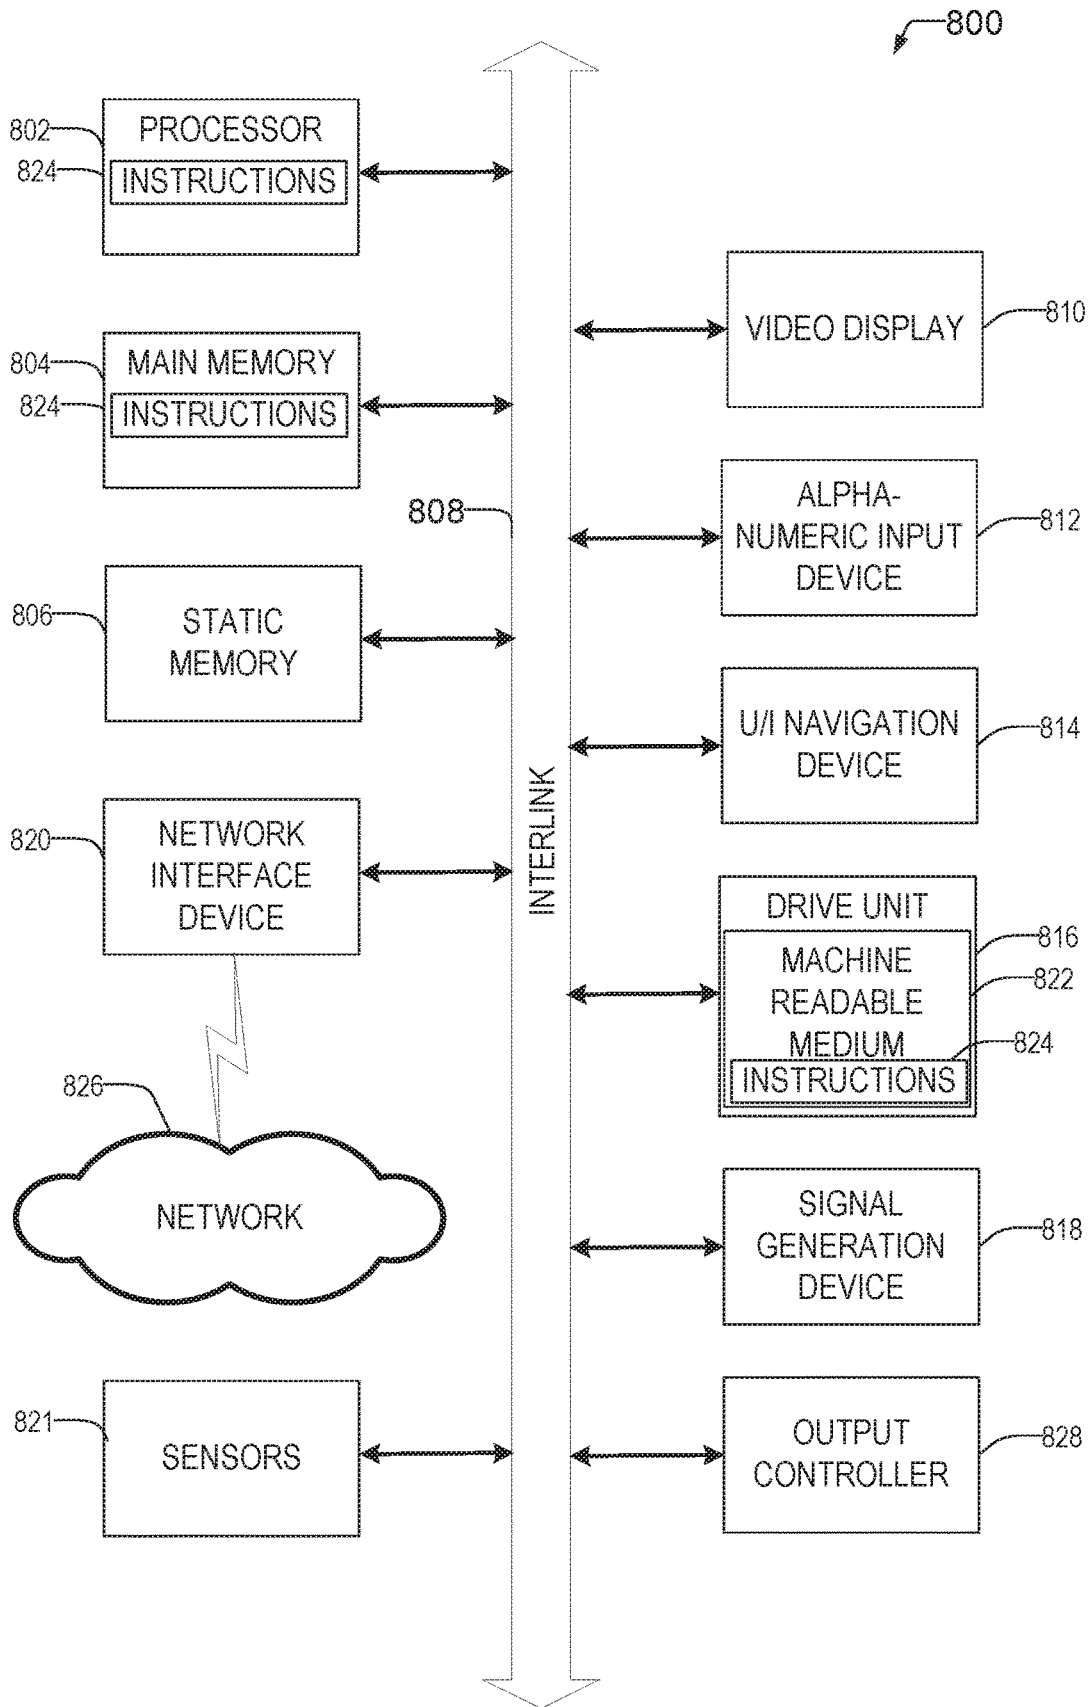 800
802
PROCESSOR
824
INSTRUCTIONS
804
MAIN MEMORY
824
INSTRUCTIONS
808
806
STATIC
MEMORY
820
NETWORK
INTERFACE
DEVICE
826
NETWORK
821
SENSORS
INTERLINK
VIDEO DISPLAY
810
ALPHA-
NUMERIC INPUT
DEVICE
812
U/I NAVIGATION
DEVICE
814
DRIVE UNIT
816
MACHINE
READABLE
MEDIUM
822
824
INSTRUCTIONS
SIGNAL
GENERATION
DEVICE
818
OUTPUT
CONTROLLER
828